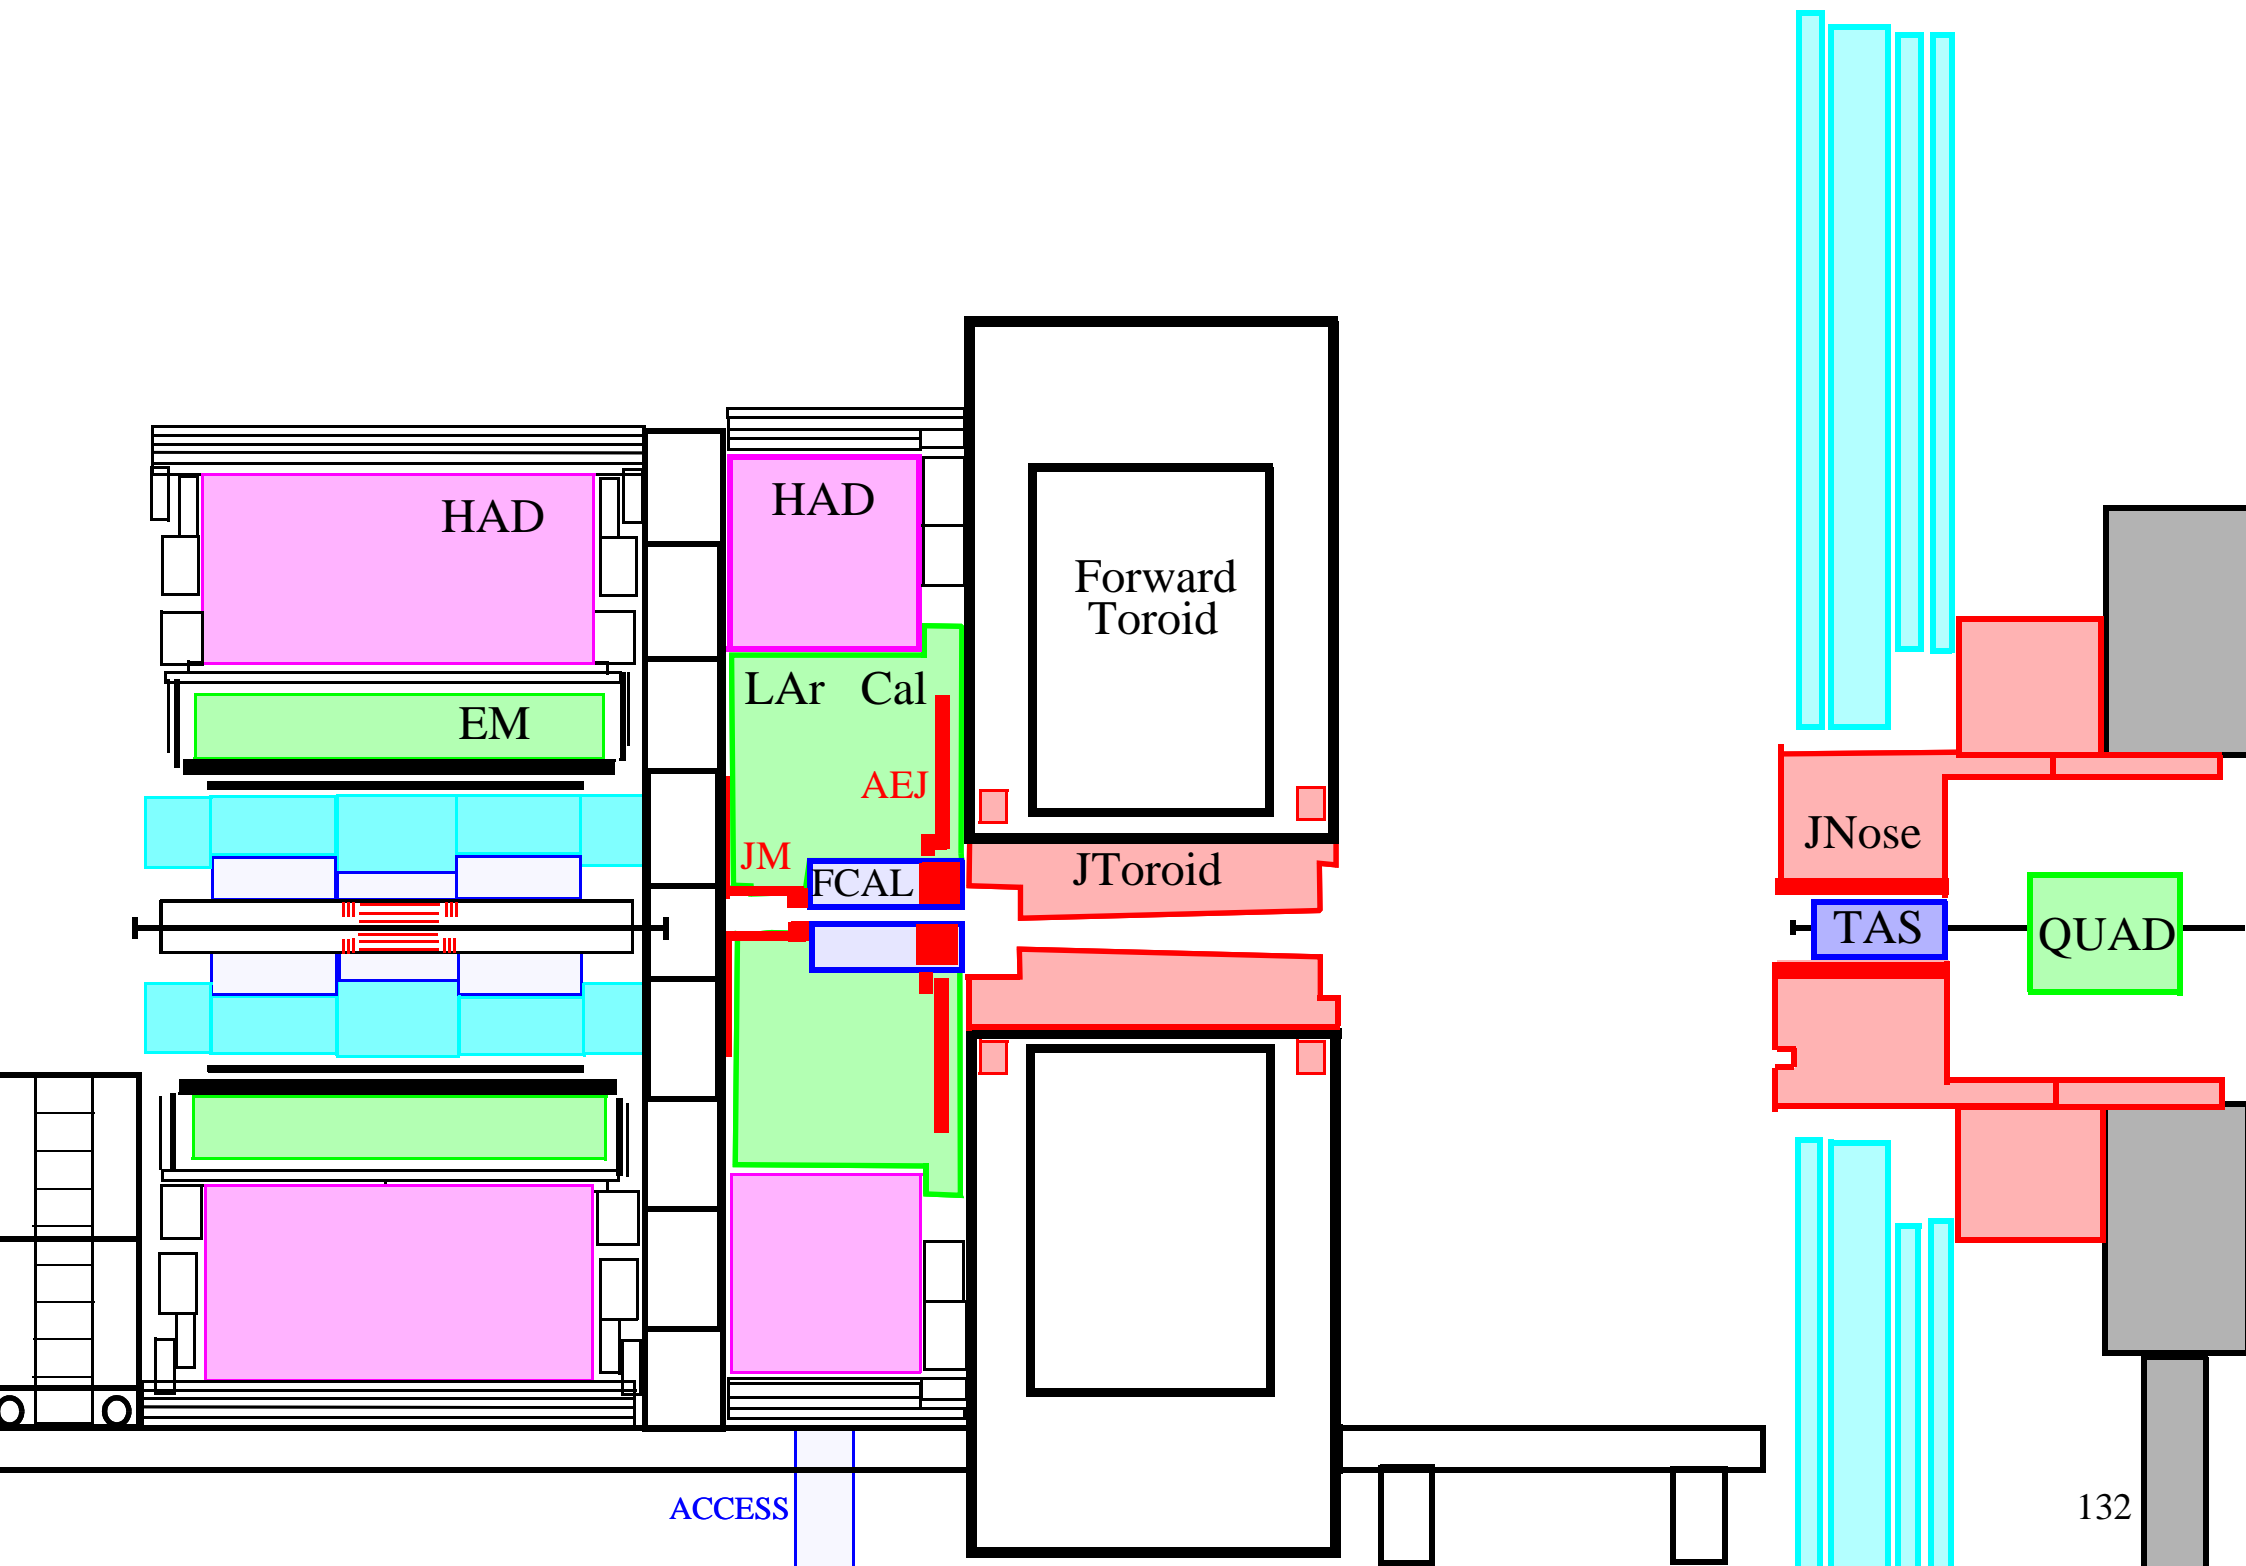 HAD
HAD
Forward
Toroid
LAr Cal
EM
AEJ
JM
FCAL
JToroid
JNose
TAS
QUAD
ACCESS
132